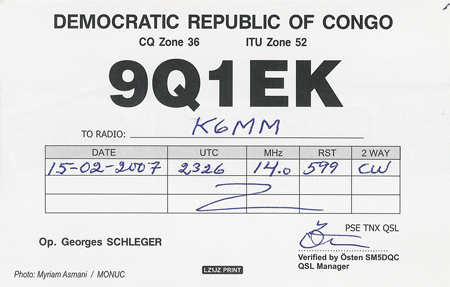 DEMOCRATIC REPUBLIC OF CONGO
CQ Zone 36 ITU Zone 52
9Q1EK
TO RADIO: K6MM
DATE UTC MHz RST 2 WAY
15-02-2007 2326 14.0 599 CW
PSE TNX QSL
Op. Georges SCHLEGER
Verified by Östen SM5DQC
QSL Manager
Photo: Myriam Asmani / MONUC
LZ1JZ PRINT